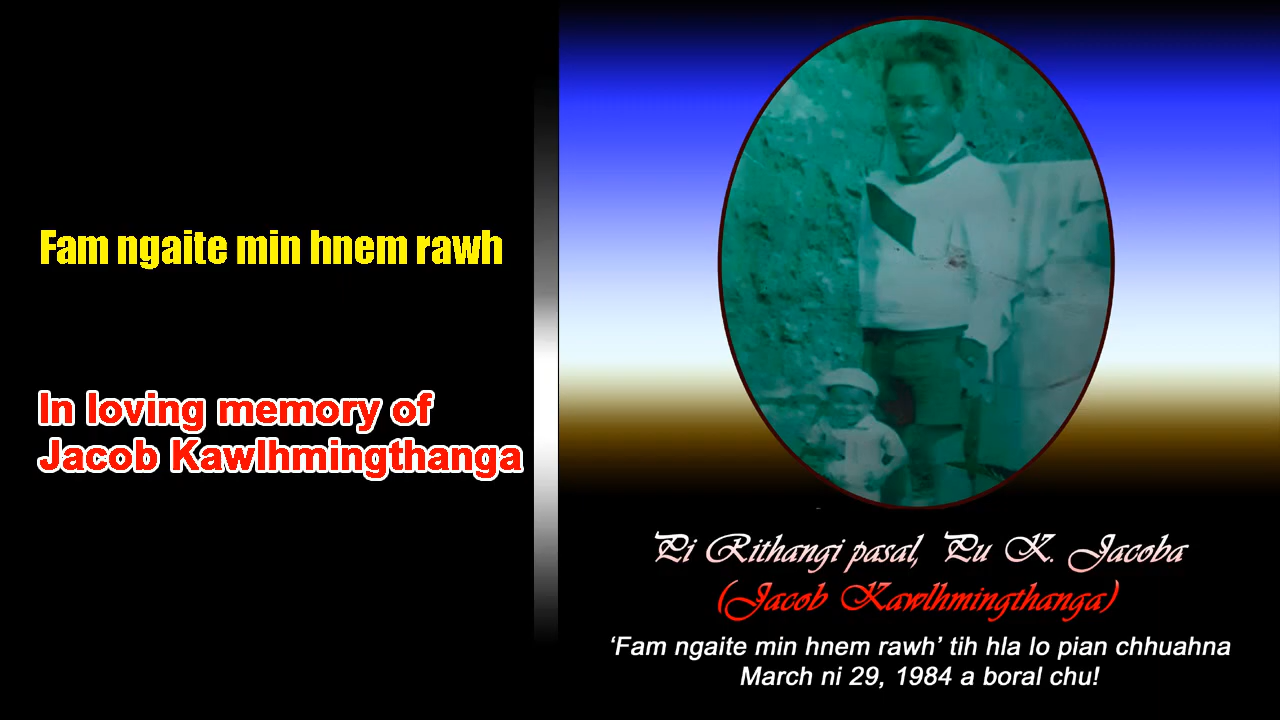 Fam ngaite min hnem rawh
In loving memory of
Jacob Kawlhmingthanga
Pi Rithangi pasal, Pu K. Jacoba
(Jacob Kawlhmingthanga)
‘Fam ngaite min hnem rawh’ tih hla lo pian chhuahna
March ni 29, 1984 a boral chu!